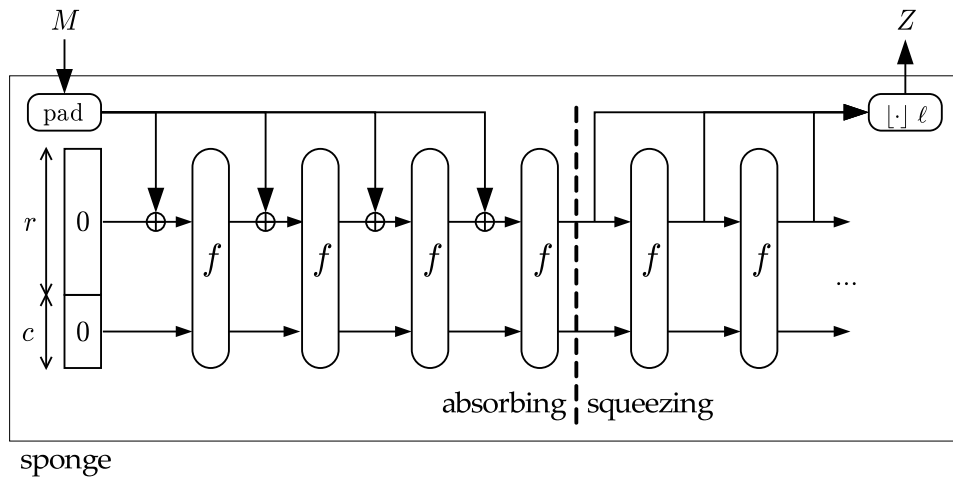 M
Z
pad
⌊·⌋ ℓ
r
0
f f f f f f
...
c
0
absorbing squeezing
sponge